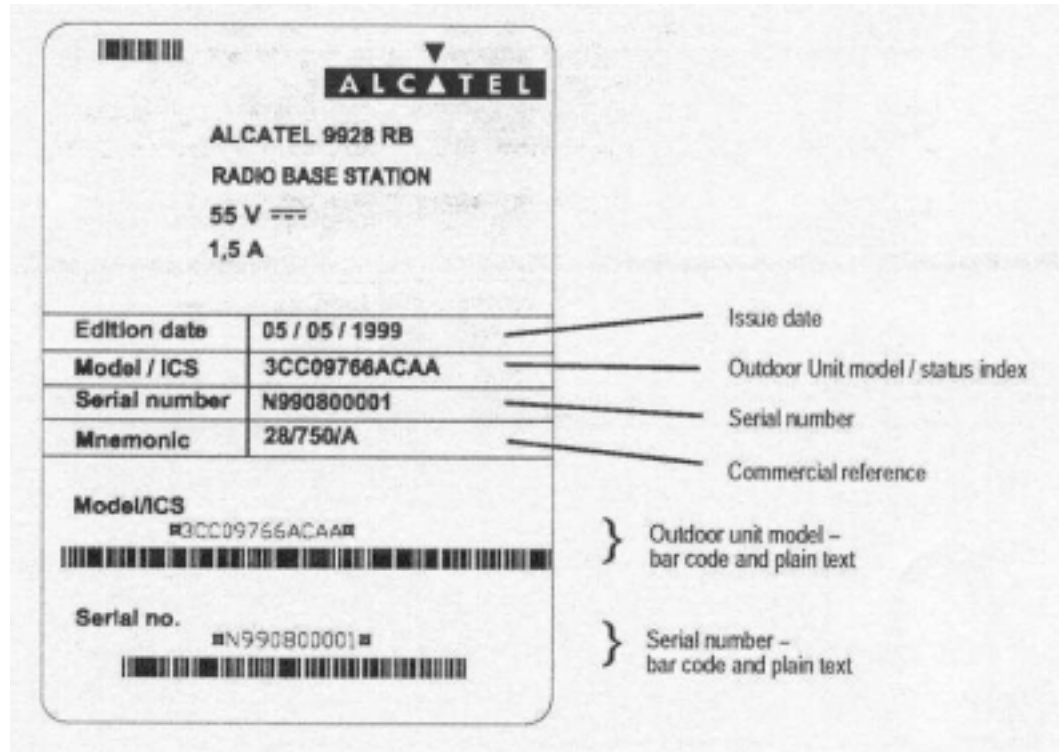 ALCATEL
ALCATEL 9928 RB
RADIO BASE STATION
55 V
1,5 A
Edition date 05 / 05 / 1999 Issue date
Model / ICS 3CC09766ACAA Outdoor Unit model / status index
Serial number N990800001 Serial number
Mnemonic 28/750/A Commercial reference
Model/ICS
¤3CC09766ACAA¤
Outdoor unit model –
bar code and plain text
Serial no.
¤N990800001¤
Serial number –
bar code and plain text